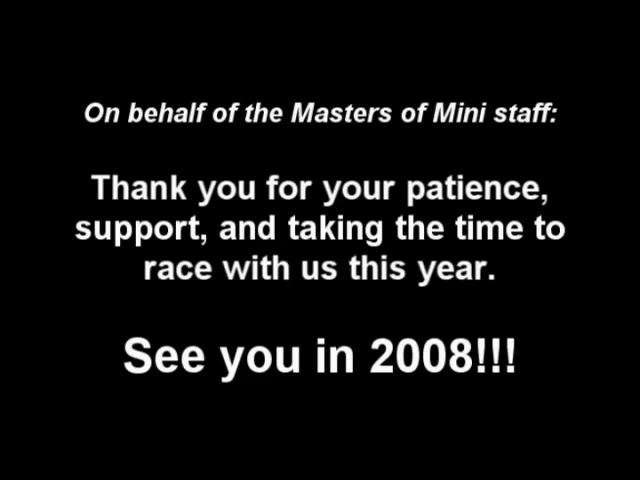 On behalf of the Masters of Mini staff:
Thank you for your patience,
support, and taking the time to
race with us this year.
See you in 2008!!!